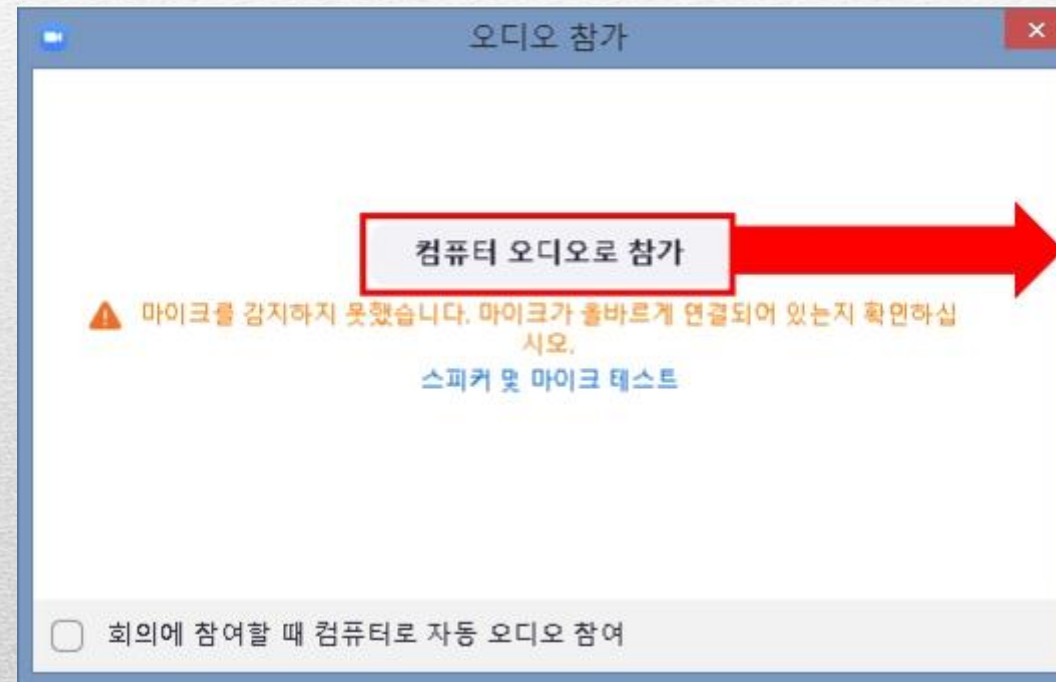 오디오 참가
컴퓨터 오디오로 참가
마이크를 감지하지 못했습니다. 마이크가 올바르게 연결되어 있는지 확인하십
시오.
스피커 및 마이크 테스트
회의에 참여할 때 컴퓨터로 자동 오디오 참여